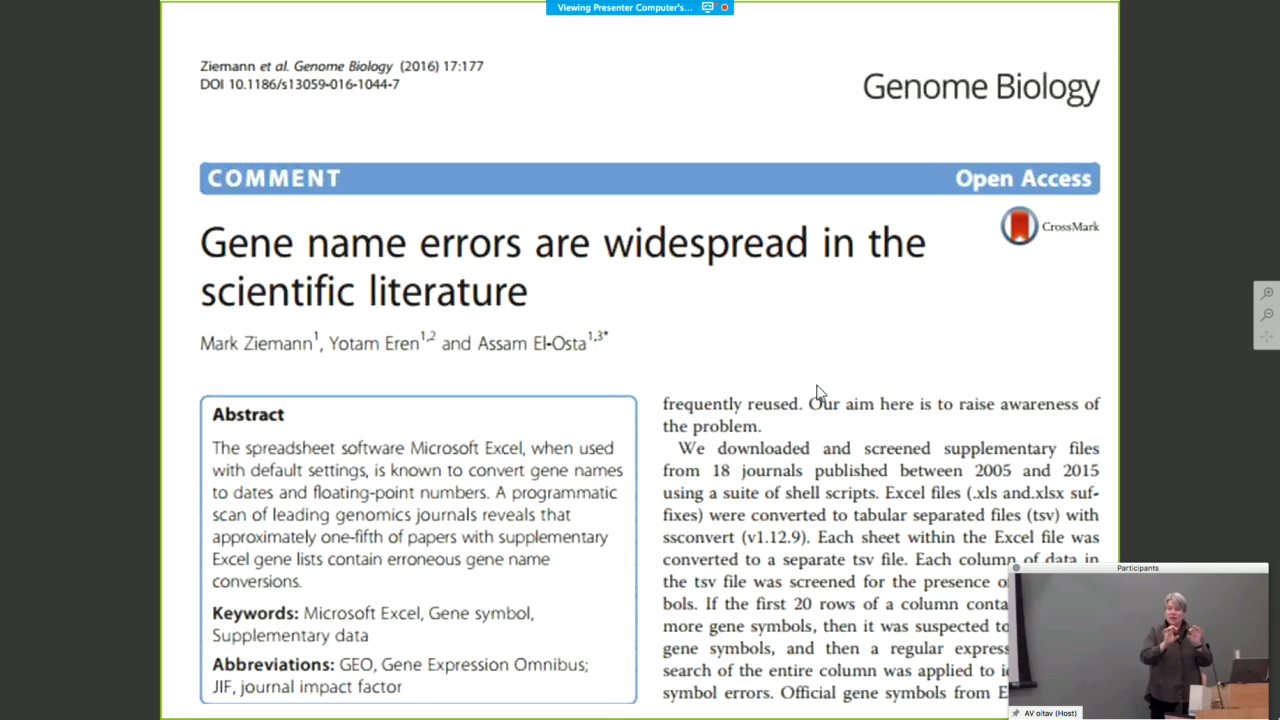 Viewing Presenter Computer's...
Ziemann et al. Genome Biology (2016) 17:177
DOI 10.1186/s13059-016-1044-7
Genome Biology
COMMENT
Open Access
CrossMark
Gene name errors are widespread in the
scientific literature
Mark Ziemann1, Yotam Eren1,2 and Assam El-Osta1,3*
Abstract
The spreadsheet software Microsoft Excel, when used
with default settings, is known to convert gene names
to dates and floating-point numbers. A programmatic
scan of leading genomics journals reveals that
approximately one-fifth of papers with supplementary
Excel gene lists contain erroneous gene name
conversions.
Keywords: Microsoft Excel, Gene symbol,
Supplementary data
Abbreviations: GEO, Gene Expression Omnibus;
JIF, journal impact factor
frequently reused. Our aim here is to raise awareness of
the problem.
We downloaded and screened supplementary files
from 18 journals published between 2005 and 2015
using a suite of shell scripts. Excel files (.xls and.xlsx suf-
fixes) were converted to tabular separated files (tsv) with
ssconvert (v1.12.9). Each sheet within the Excel file was
converted to a separate tsv file. Each column of data in
the tsv file was screened for the presence
bols. If the first 20 rows of a column
more gene symbols, then it was suspected
gene symbols, and then a regular
search of the entire column was applied to
symbol errors. Official gene symbols from
Participants
AV oitav (Host)